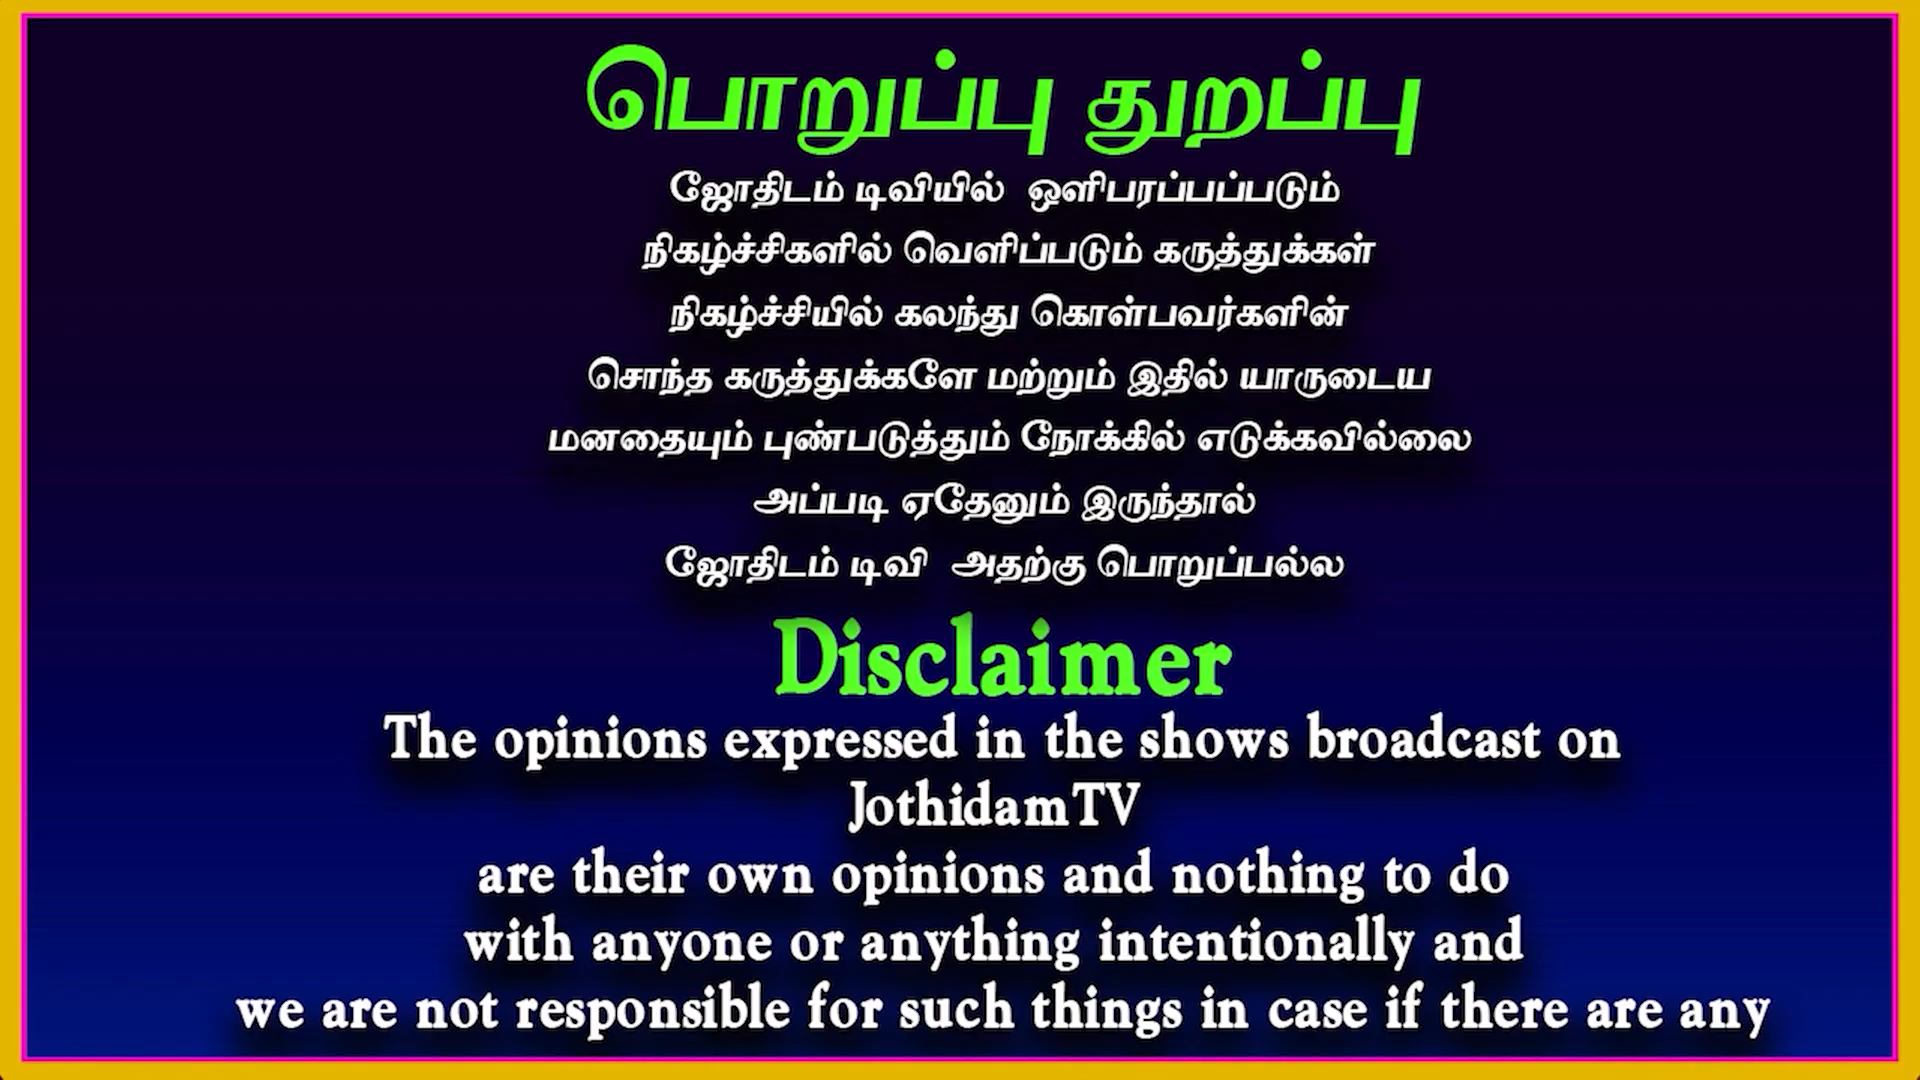 பொறுப்பு துறப்பு
ஜோதிடம் டிவியில் ஒளிபரப்பப்படும்
நிகழ்ச்சிகளில் வெளிப்படும் கருத்துக்கள்
நிகழ்ச்சியில் கலந்து கொள்பவர்களின்
சொந்த கருத்துக்களே மற்றும் இதில் யாருடைய
மனதையும் புண்படுத்தும் நோக்கில் எடுக்கவில்லை
அப்படி ஏதேனும் இருந்தால்
ஜோதிடம் டிவி அதற்கு பொறுப்பல்ல
Disclaimer
The opinions expressed in the shows broadcast on
JothidamTV
are their own opinions and nothing to do
with anyone or anything intentionally and
we are not responsible for such things in case if there are any